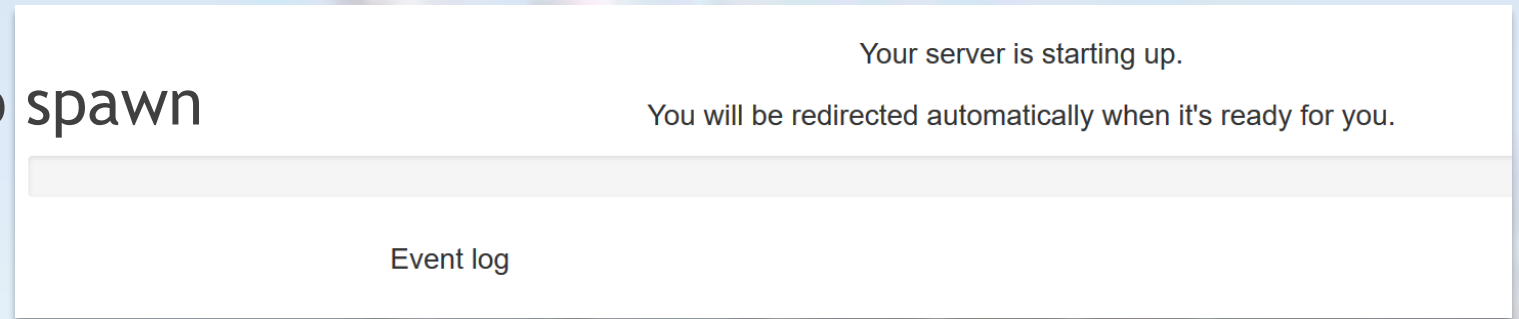 Your server is starting up.
spawn
You will be redirected automatically when it's ready for you.
Event log